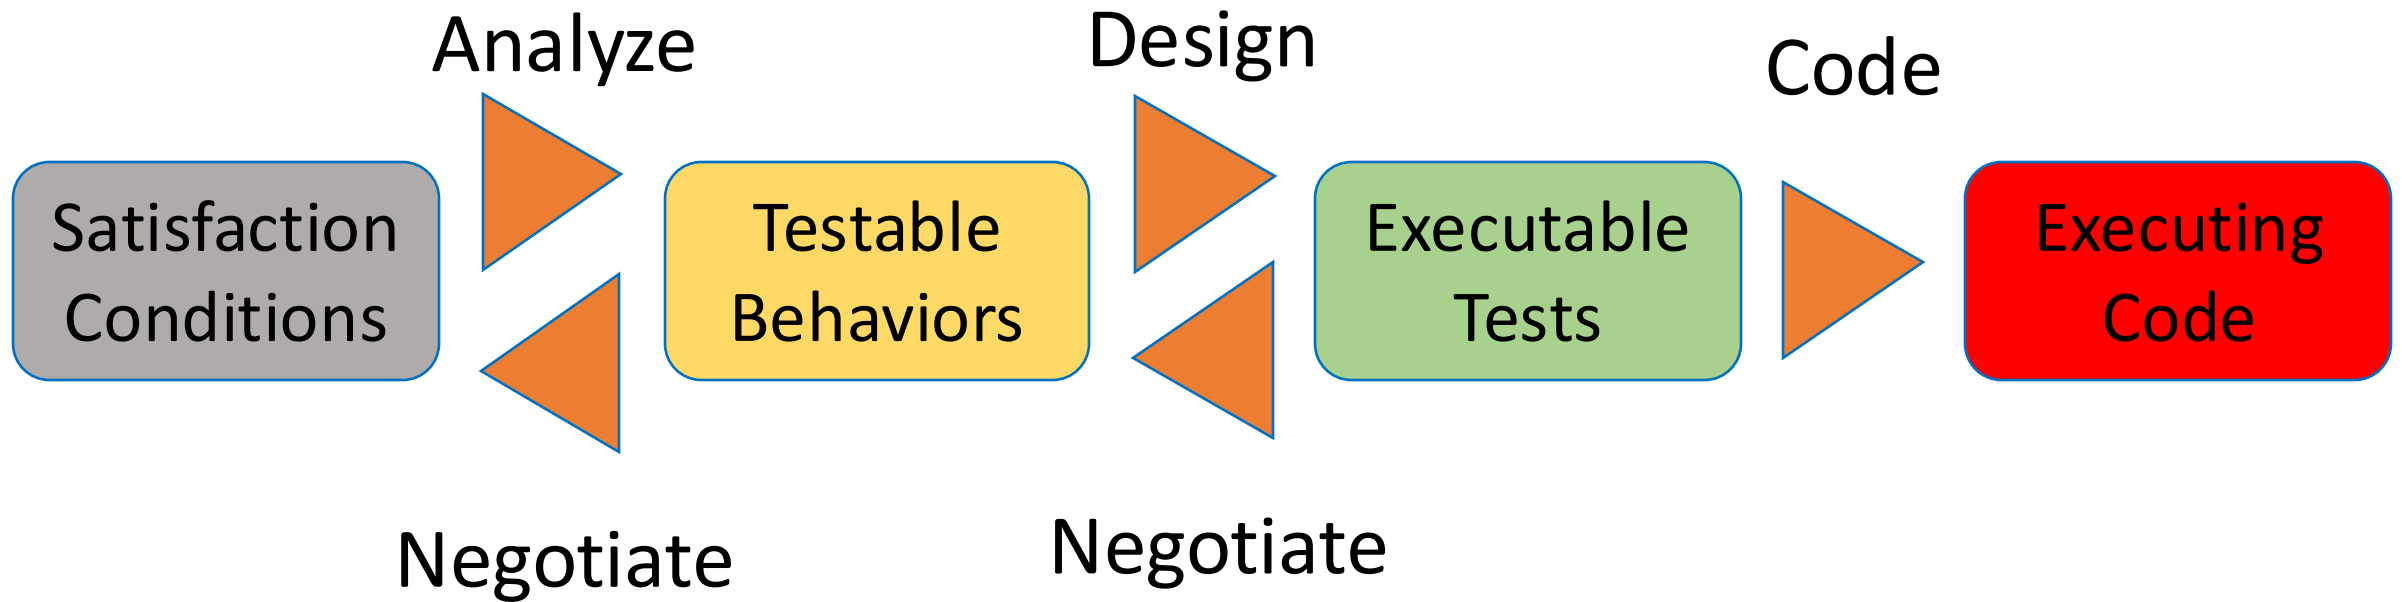 Analyze
Design
Code
Satisfaction
Conditions
Testable
Behaviors
Executable
Tests
Executing
Code
Negotiate
Negotiate